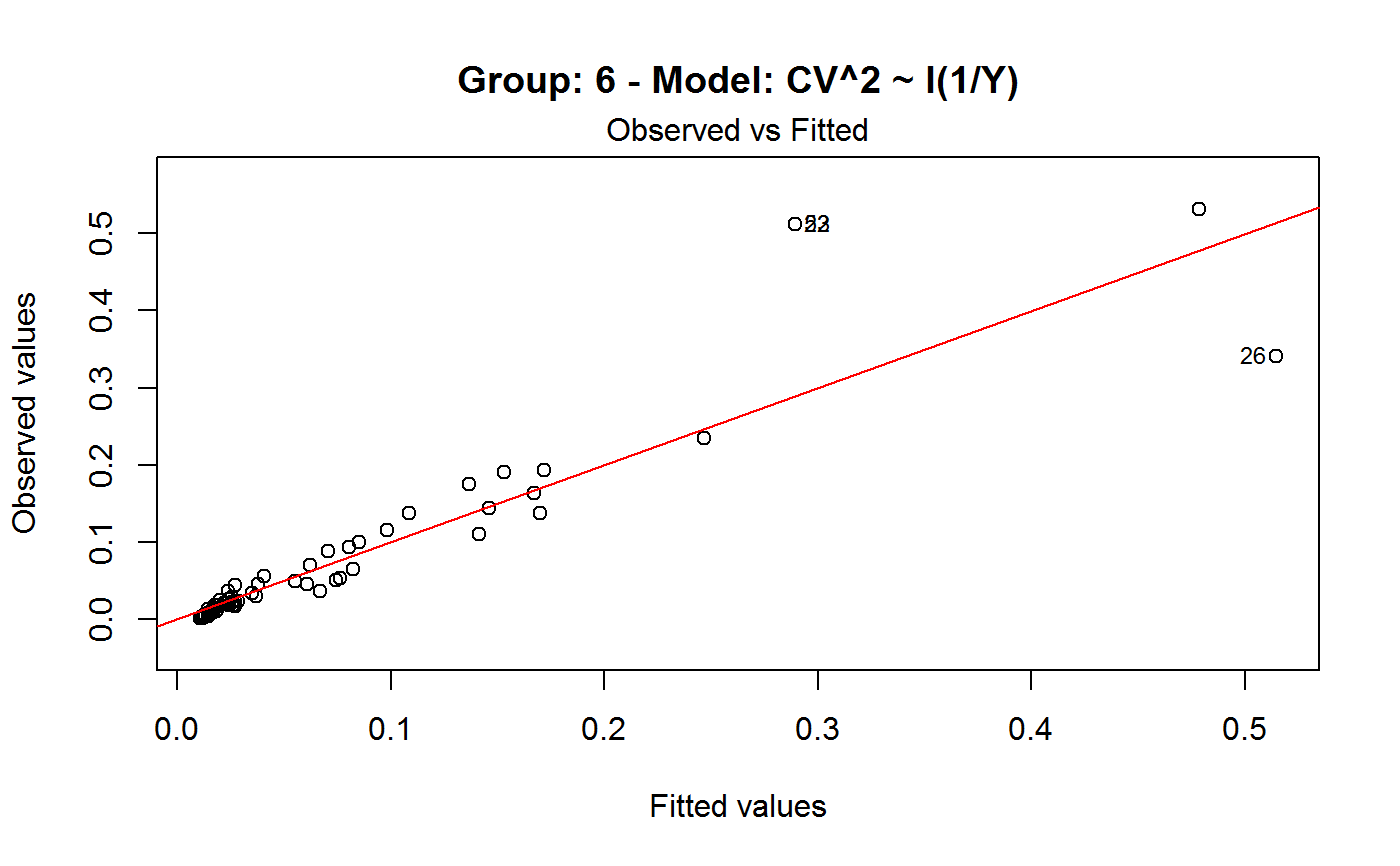 Group: 6 - Model: CV^2 ~ I(1/Y)
Observed vs Fitted
Observed values
0.5
0.4
0.3
0.2
0.1
0.0
26
0.0 0.1 0.2 0.3 0.4 0.5
Fitted values